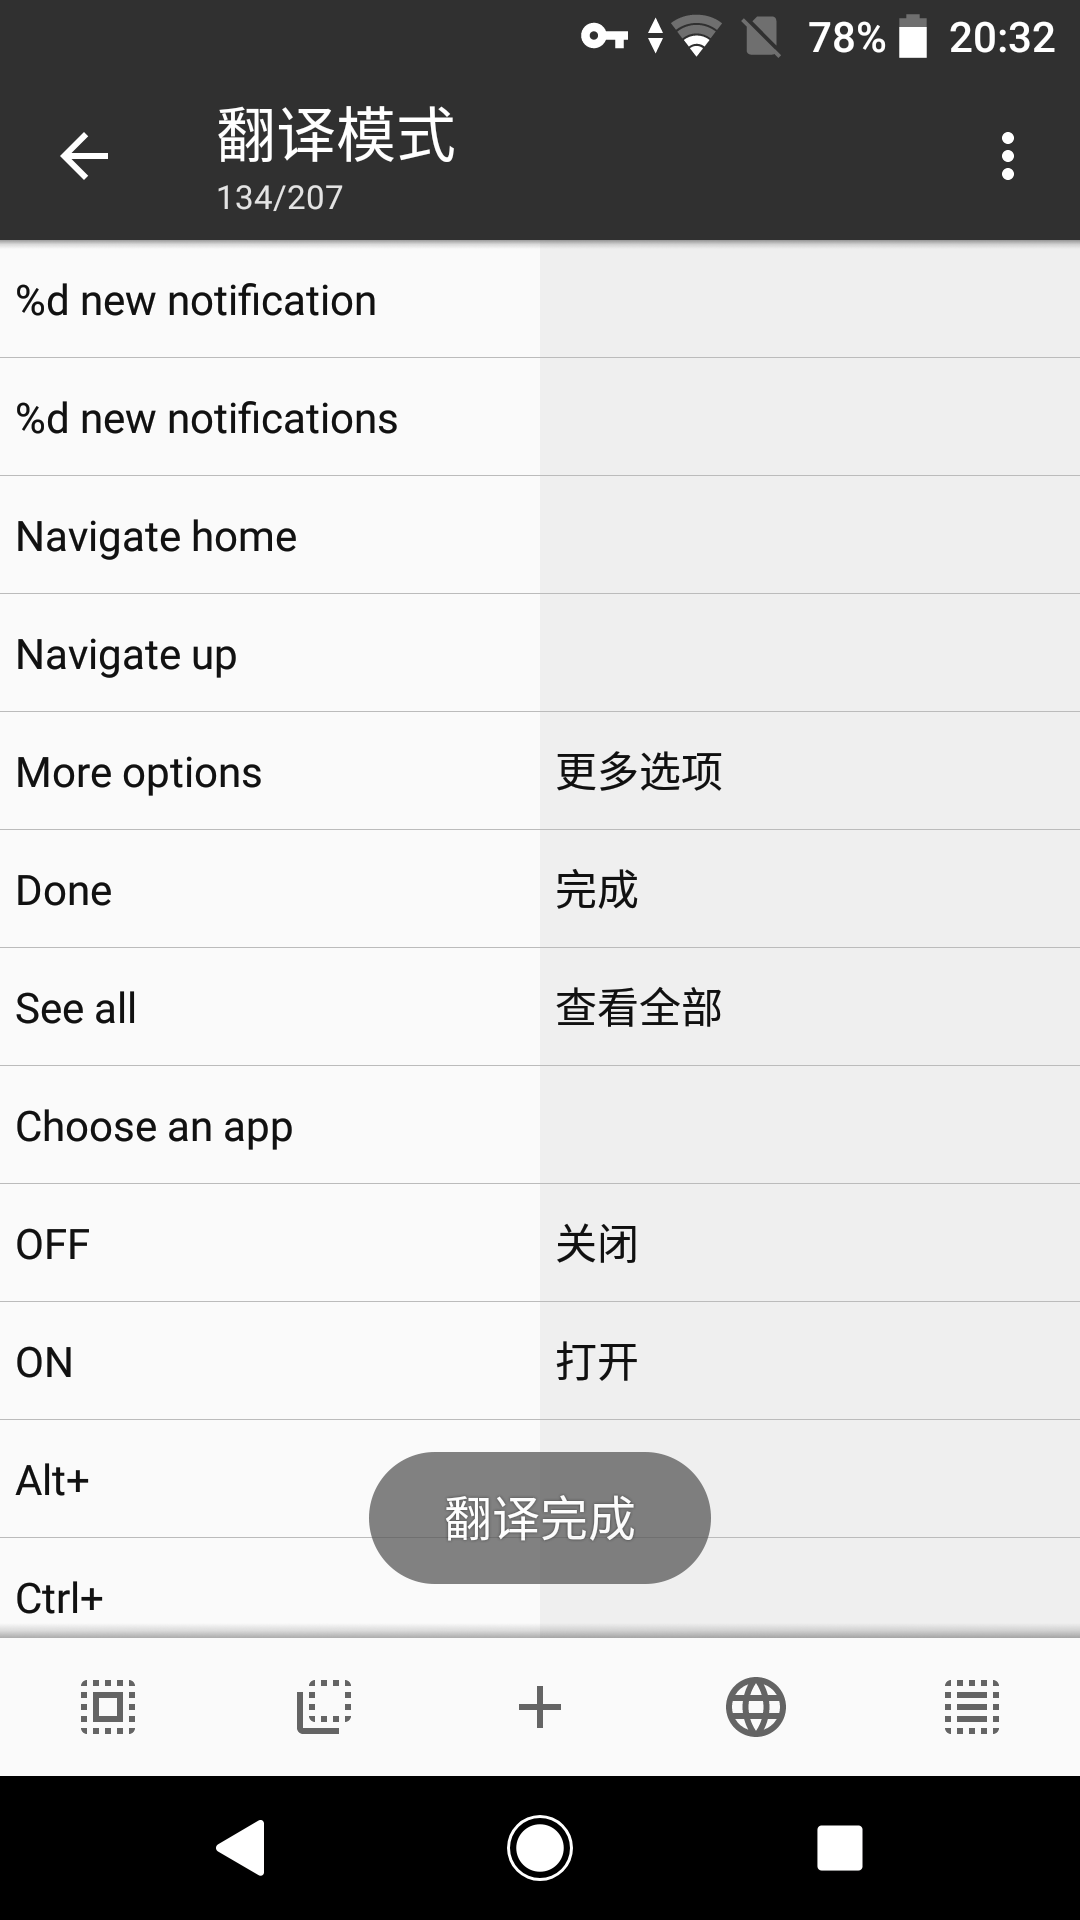 78% 20:32
翻译模式
134/207
%d new notification
%d new notifications
Navigate home
Navigate up
More options 更多选项
Done 完成
See all 查看全部
Choose an app
OFF 关闭
ON 打开
Alt+
翻译完成
Ctrl+